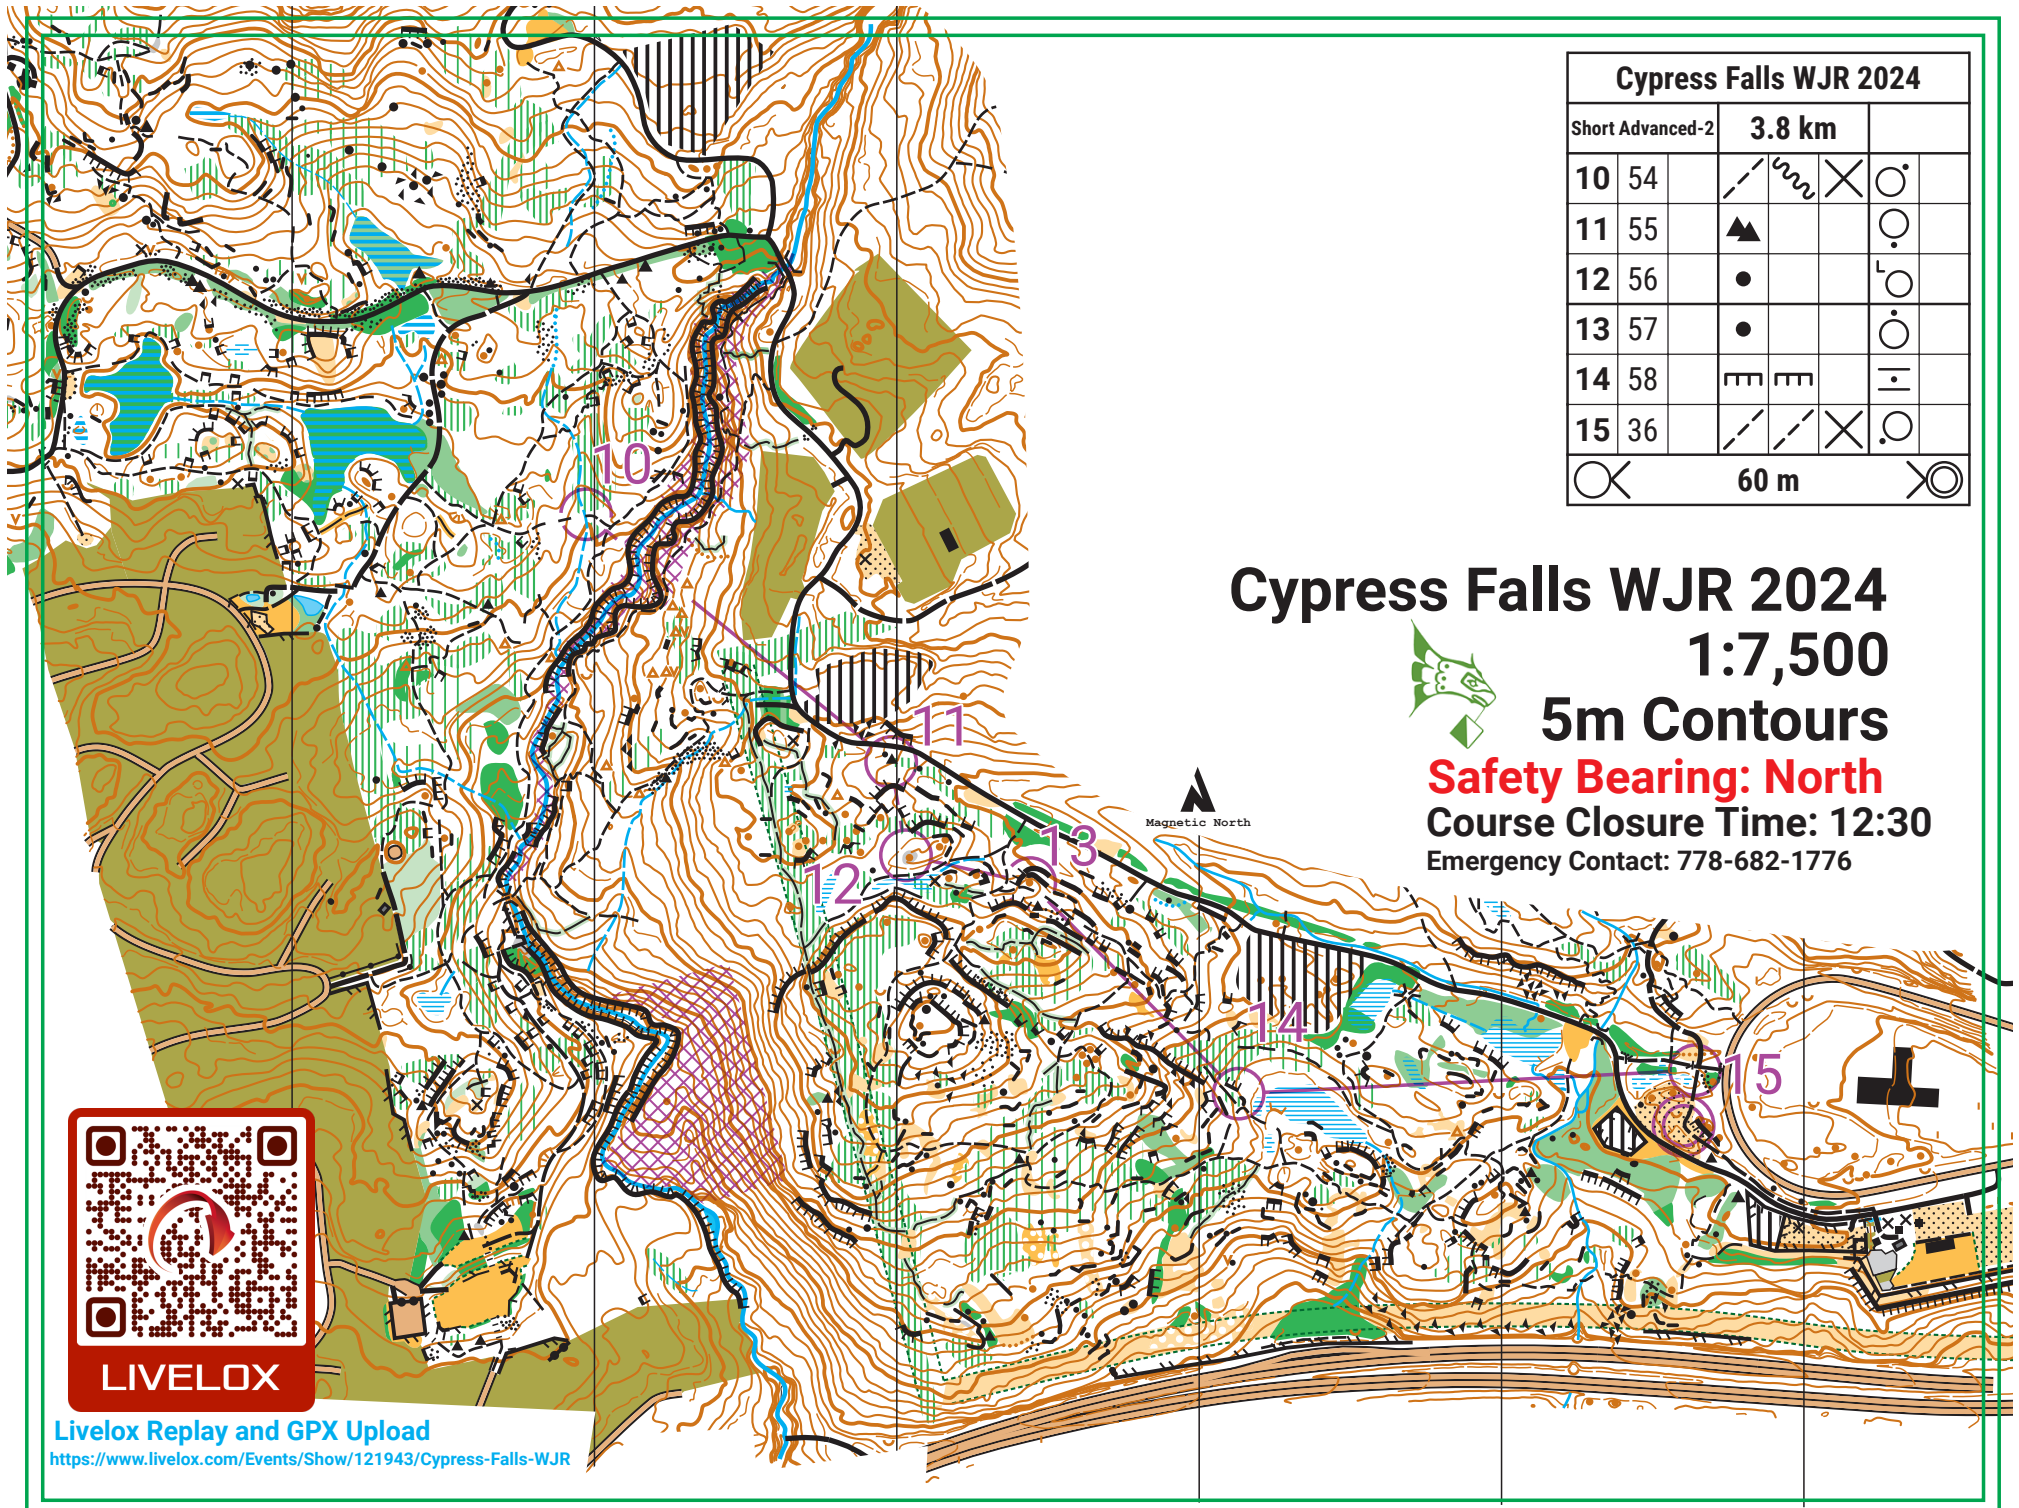 Cypress Falls WJR 2024
Short Advanced-2 3.8 km
10 54
11 55
12 56
13 57
14 58
15 36
60 m
Cypress Falls WJR 2024
1:7,500
5m Contours
Safety Bearing: North
Course Closure Time: 12:30
Emergency Contact: 778-682-1776
Magnetic North
10
11
12
13
14
15
LIVELOX
Livelox Replay and GPX Upload
https://www.livelox.com/Events/Show/121943/Cypress-Falls-WJR